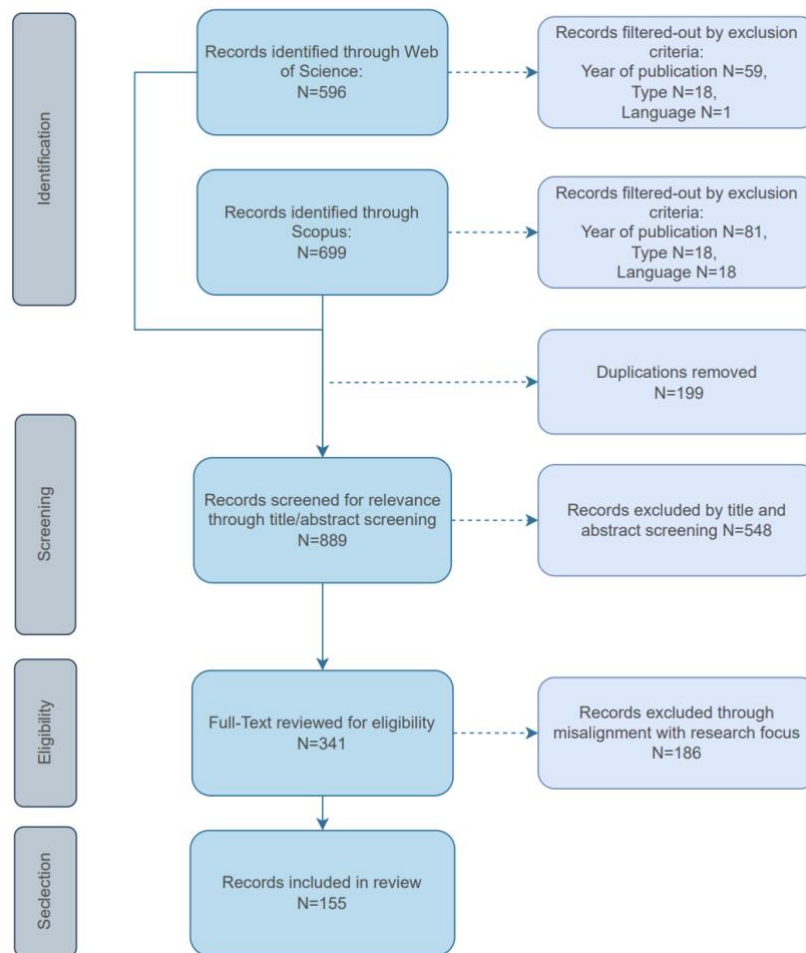 Identification
Records identified through Web
of Science:
N=596
Records filtered-out by exclusion
criteria:
Year of publication N=59,
Type N=18,
Language N=1
Records identified through
Scopus:
N=699
Records filtered-out by exclusion
criteria:
Year of publication N=81,
Type N=18,
Language N=18
Duplications removed
N=199
Screening
Records screened for relevance
through title/abstract screening
N=889
Records excluded by title and
abstract screening N=548
Eligibility
Full-Text reviewed for eligibility
N=341
Records excluded through
misalignment with research focus
N=186
Seclection
Records included in review
N=155